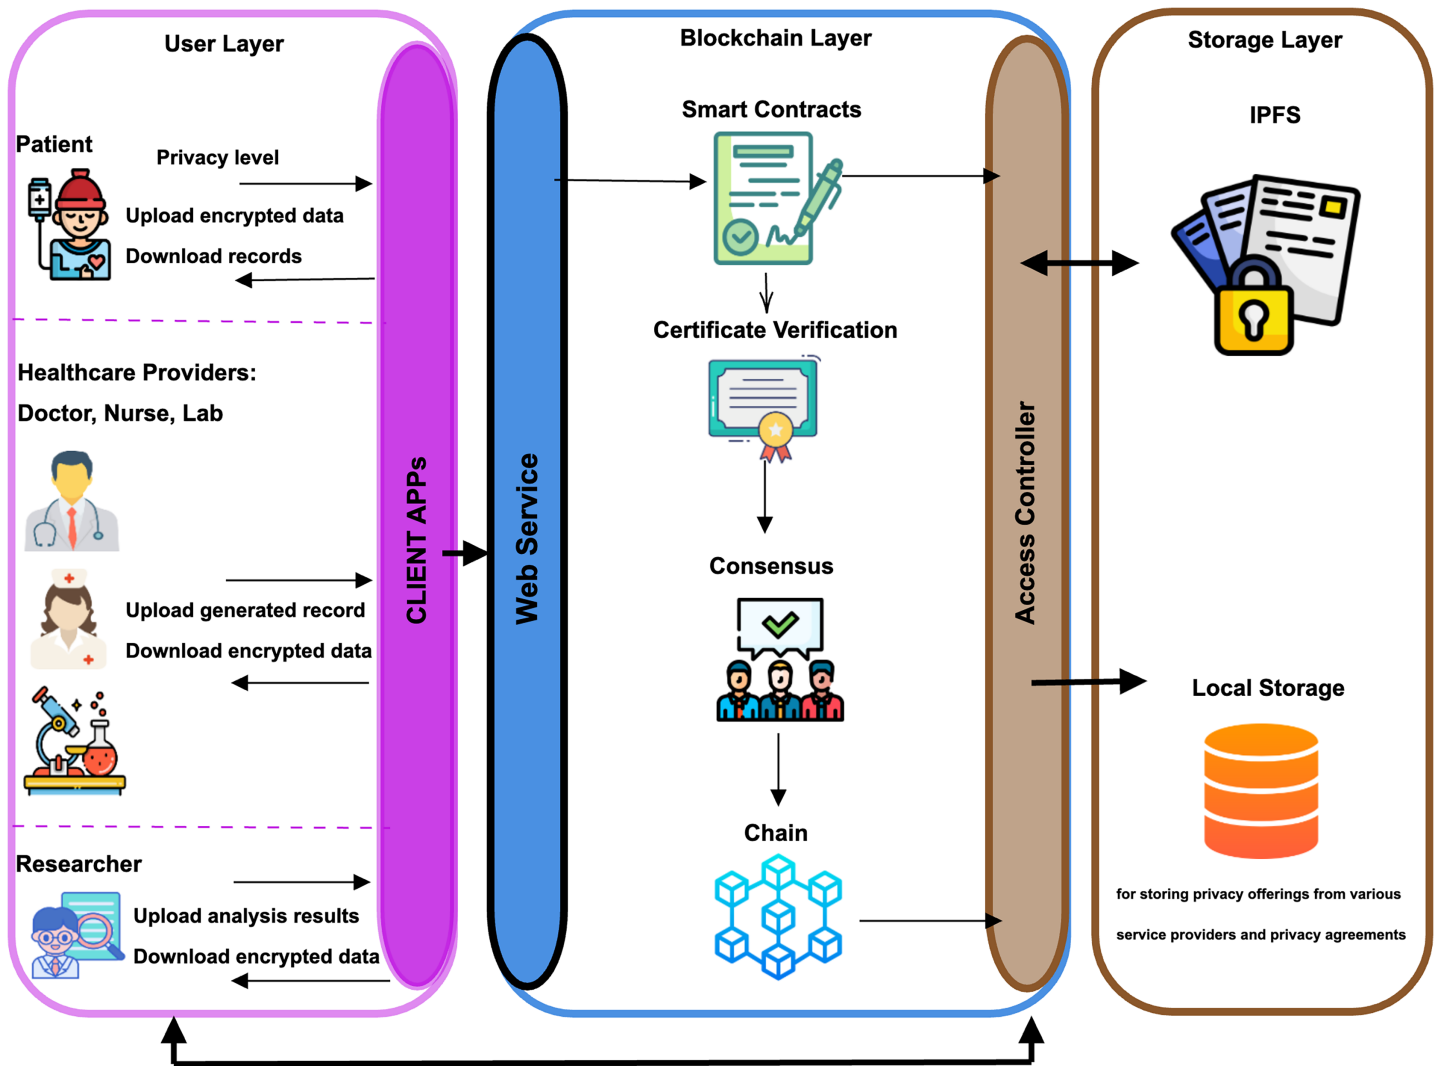 User Layer
Patient
Privacy level
Upload encrypted data
Download records
Healthcare Providers:
Doctor, Nurse, Lab
Upload generated record
Download encrypted data
Researcher
Upload analysis results
Download encrypted data
CLIENT APPs
Web Service
Blockchain Layer
Smart Contracts
Certificate Verification
Consensus
Chain
Access Controller
Storage Layer
IPFS
Local Storage
for storing privacy offerings from various
service providers and privacy agreements